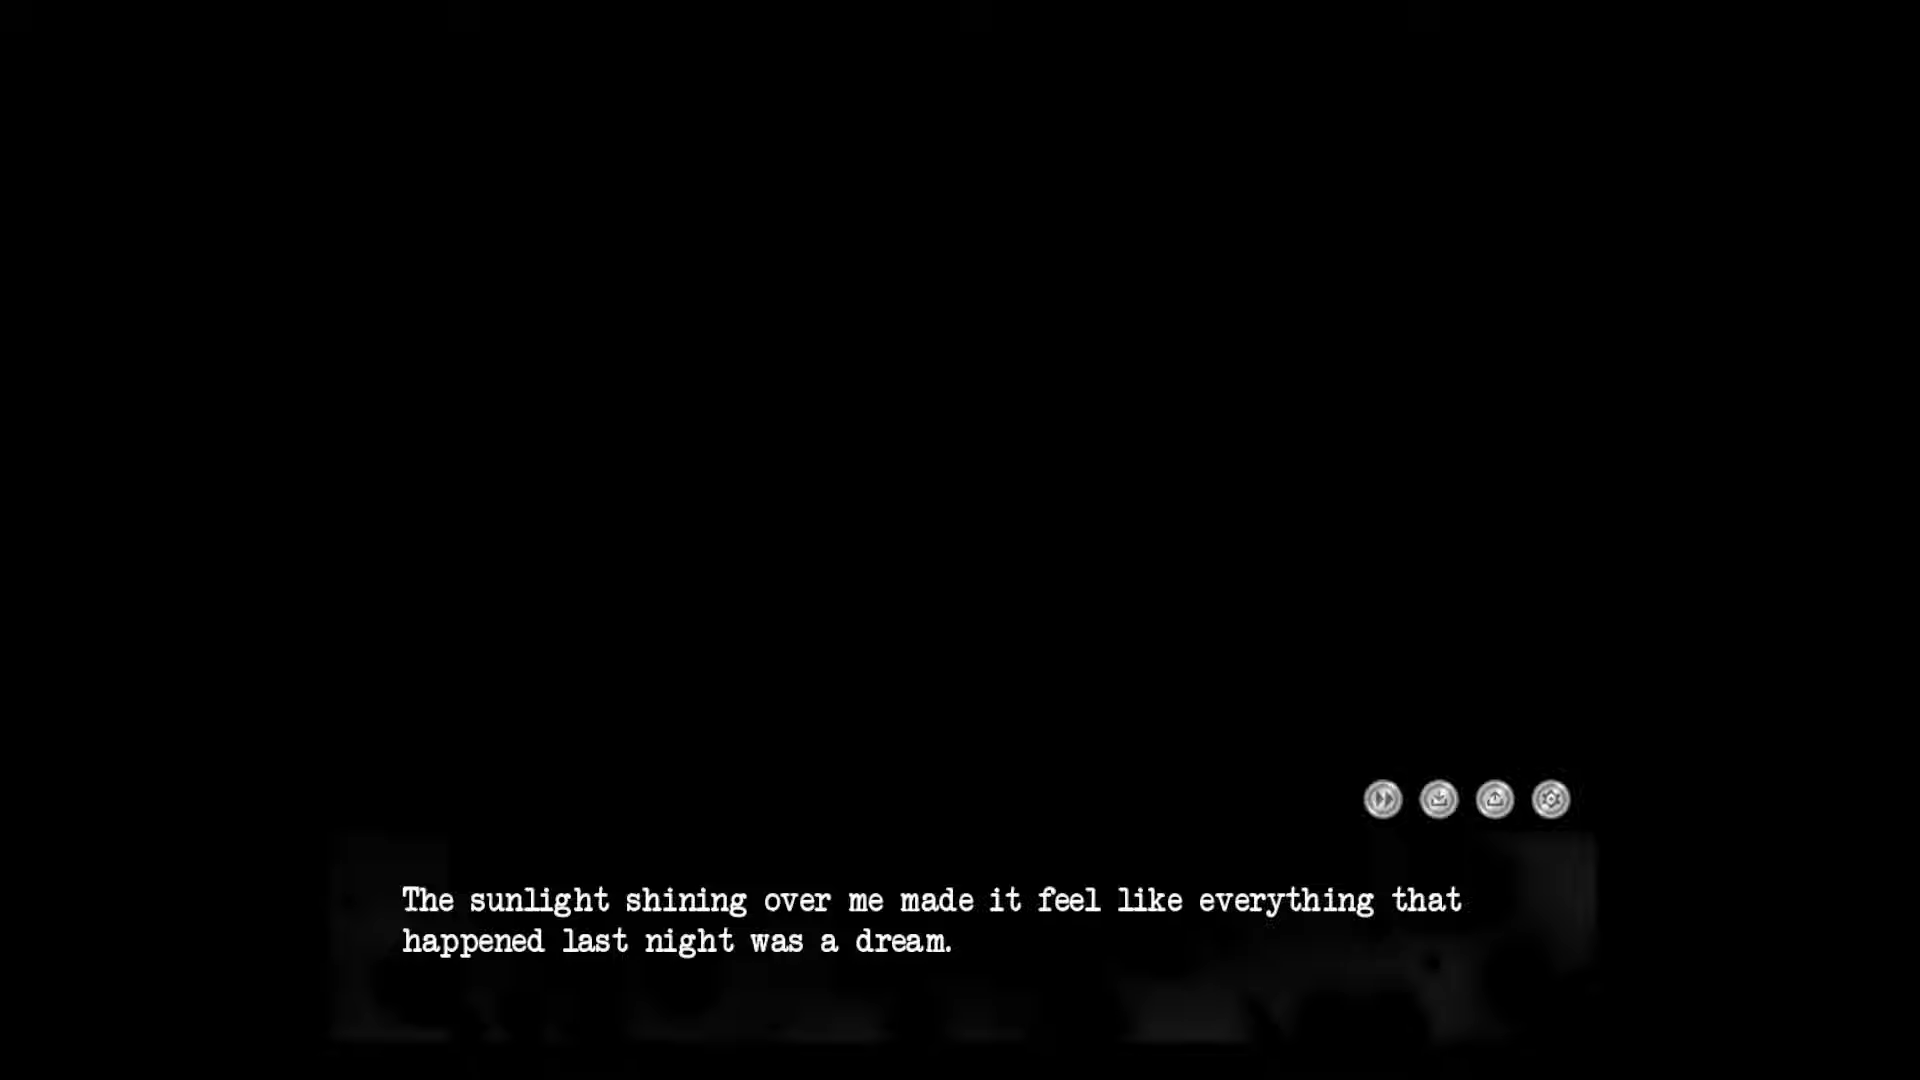 The sunlight shining over me made it feel like everything that
happened last night was a dream.